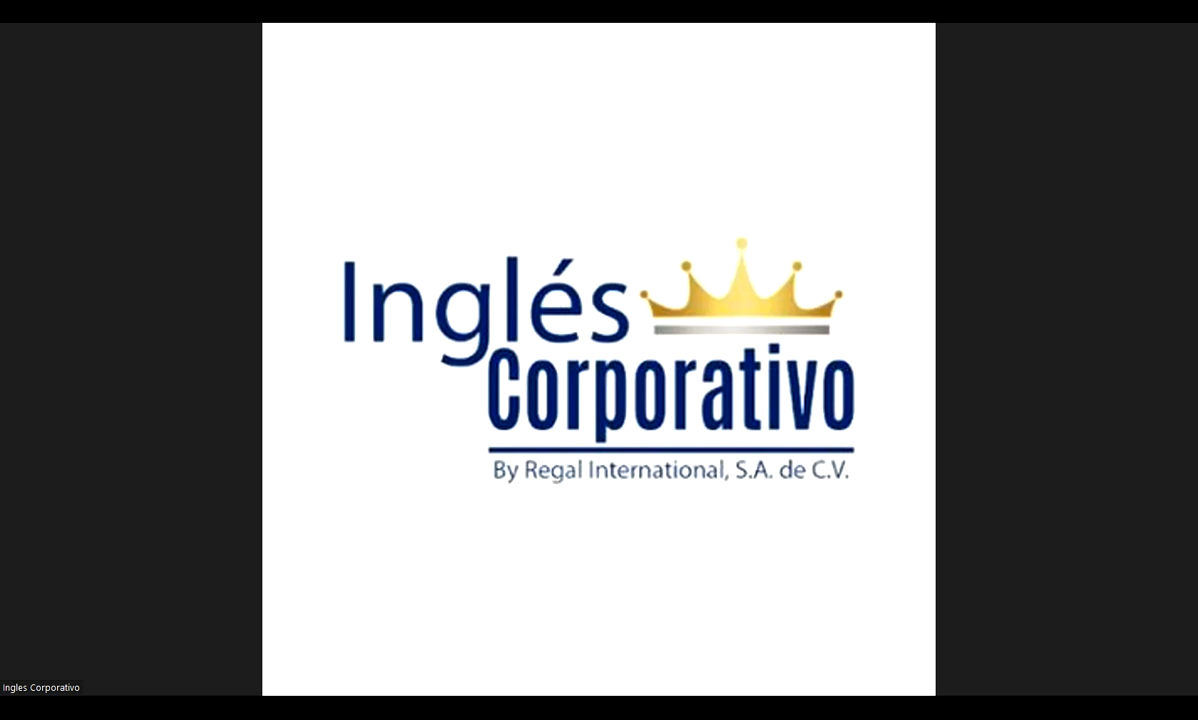 Inglés
Corporativo
By Regal International, S.A. de C.V.
Ingles Corporativo